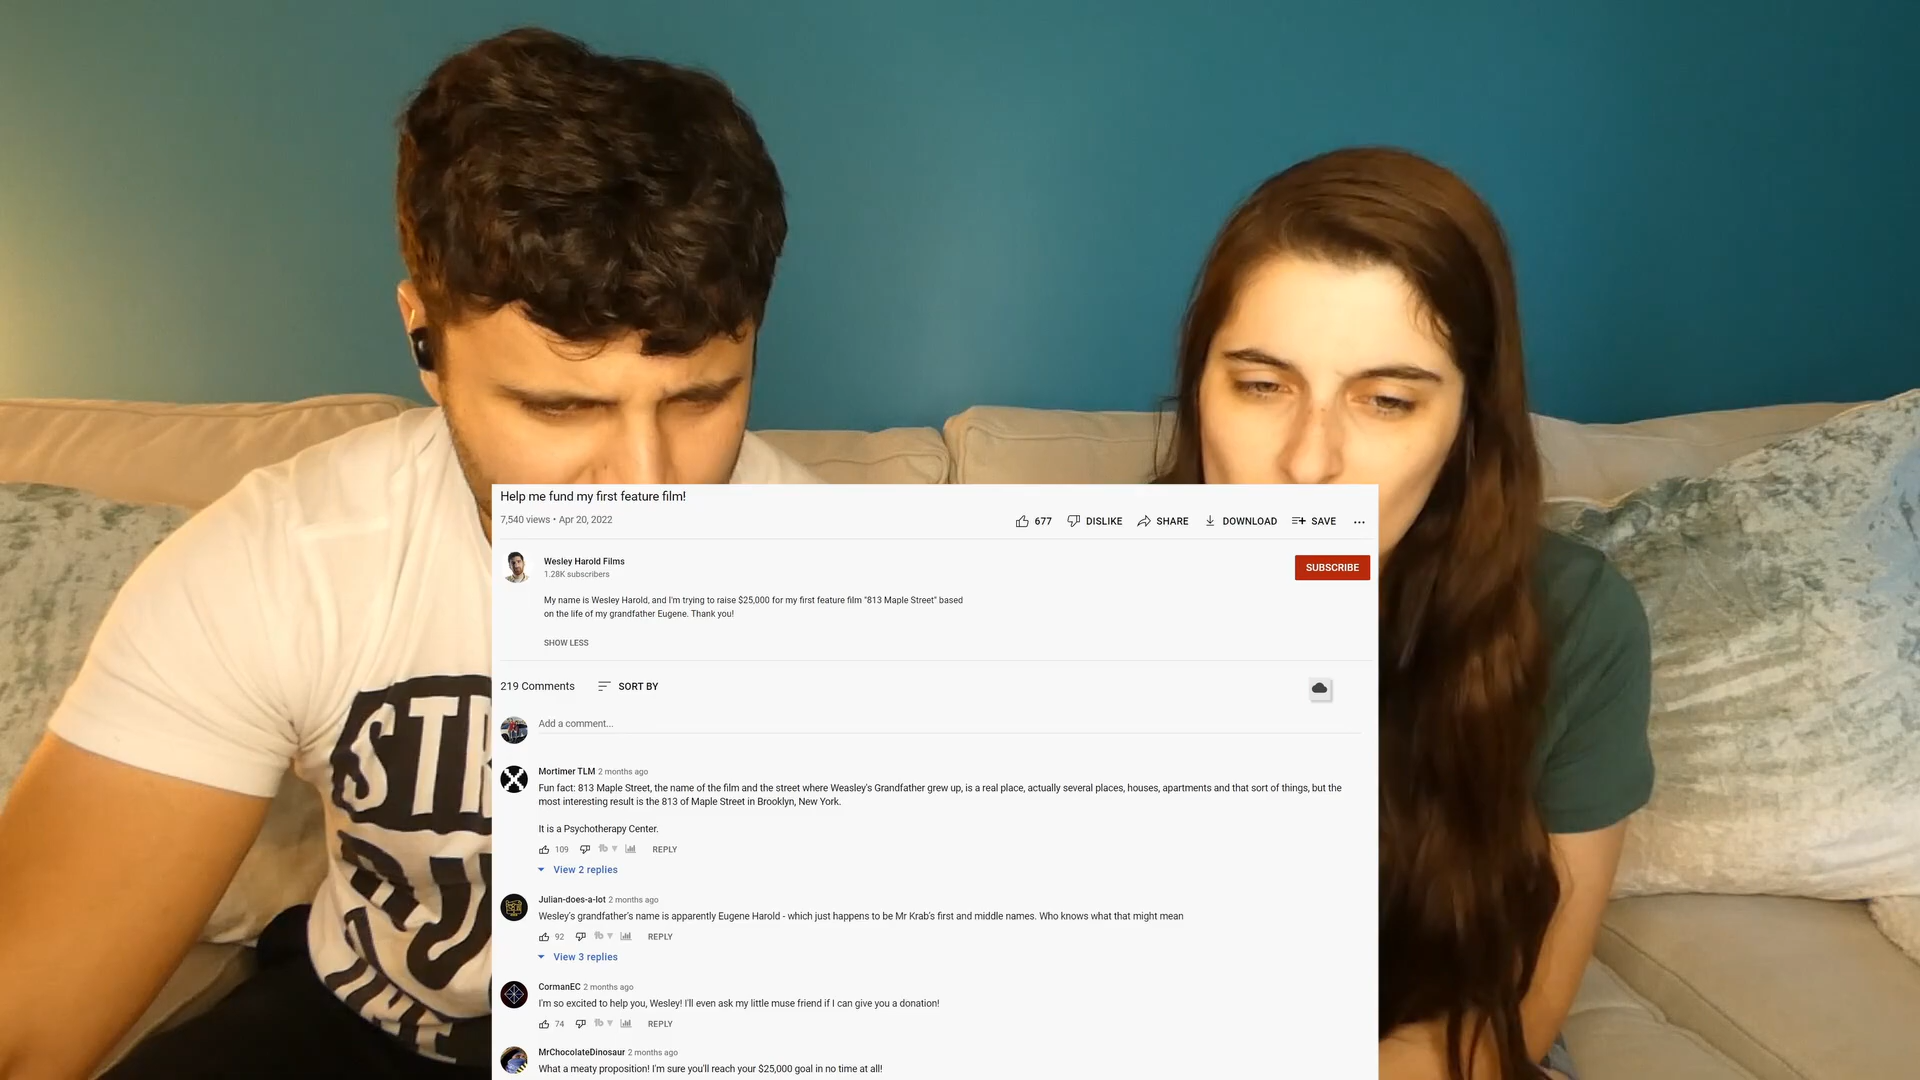 Help me fund my first feature film!
7,540 views • Apr 20, 2022
677 DISLIKE SHARE DOWNLOAD SAVE
Wesley Harold Films
1.28K subscribers
SUBSCRIBE
My name is Wesley Harold, and I'm trying to raise $25,000 for my first feature film "813 Maple Street" based
on the life of my grandfather Eugene. Thank you!
SHOW LESS
219 Comments SORT BY
Add a comment...
Mortimer TLM 2 months ago
Fun fact: 813 Maple Street, the name of the film and the street where Weasley's Grandfather grew up, is a real place, actually several places, houses, apartments and that sort of things, but the
most interesting result is the 813 of Maple Street in Brooklyn, New York.
It is a Psychotherapy Center.
109 REPLY
View 2 replies
Julian-does-a-lot 2 months ago
Wesley's grandfather's name is apparently Eugene Harold - which just happens to be Mr Krab's first and middle names. Who knows what that might mean
92 REPLY
View 3 replies
CormanEC 2 months ago
I'm so excited to help you, Wesley! I'll even ask my little muse friend if I can give you a donation!
74 REPLY
MrChocolateDinosaur 2 months ago
What a meaty proposition! I'm sure you'll reach your $25,000 goal in no time at all!
STR